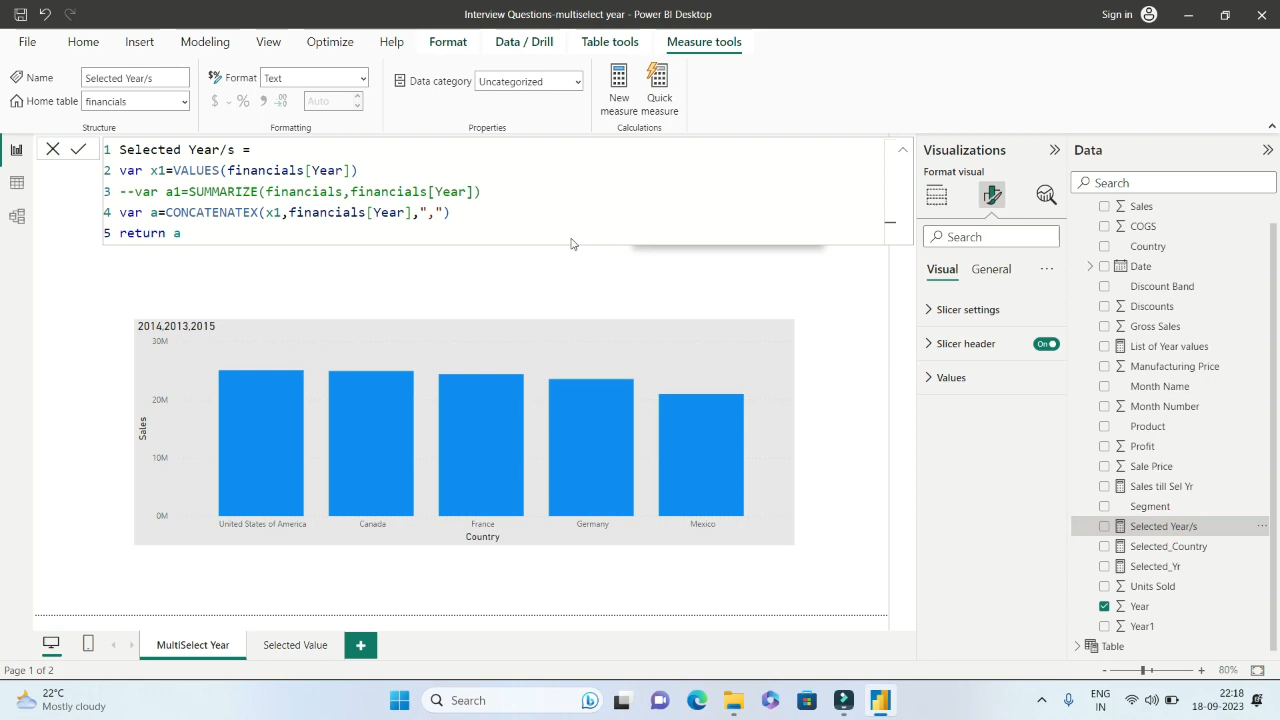 Interview Questions-multiselect year - Power BI Desktop
Sign in
File Home Insert Modeling View Optimize Help Format Data / Drill Table tools Measure tools
Name Selected Year/s
Home table financials
Structure
Format Text
$ % , Auto
Formatting
Data category Uncategorized
Properties
New measure
Quick measure
Calculations
1 Selected Year/s =
2 var x1=VALUES(financials[Year])
3 --var a1=SUMMARIZE(financials,financials[Year])
4 var a=CONCATENATEX(x1,financials[Year],",")
5 return a
2014,2013,2015
30M
20M
10M
0M
Sales
United States of America Canada France Germany Mexico
Country
Visualizations
Format visual
Search
Visual General ...
Slicer settings
Slicer header On
Values
Data
Search
Sales
COGS
Country
Date
Discount Band
Discounts
Gross Sales
List of Year values
Manufacturing Price
Month Name
Month Number
Product
Profit
Sale Price
Sales till Sel Yr
Segment
Selected Year/s ...
Selected_Country
Selected_Yr
Units Sold
Year
Year1
Table
MultiSelect Year Selected Value +
Page 1 of 2
- + 80%
22°C
Mostly cloudy
Search
ENG
IN
22:18
18-09-2023